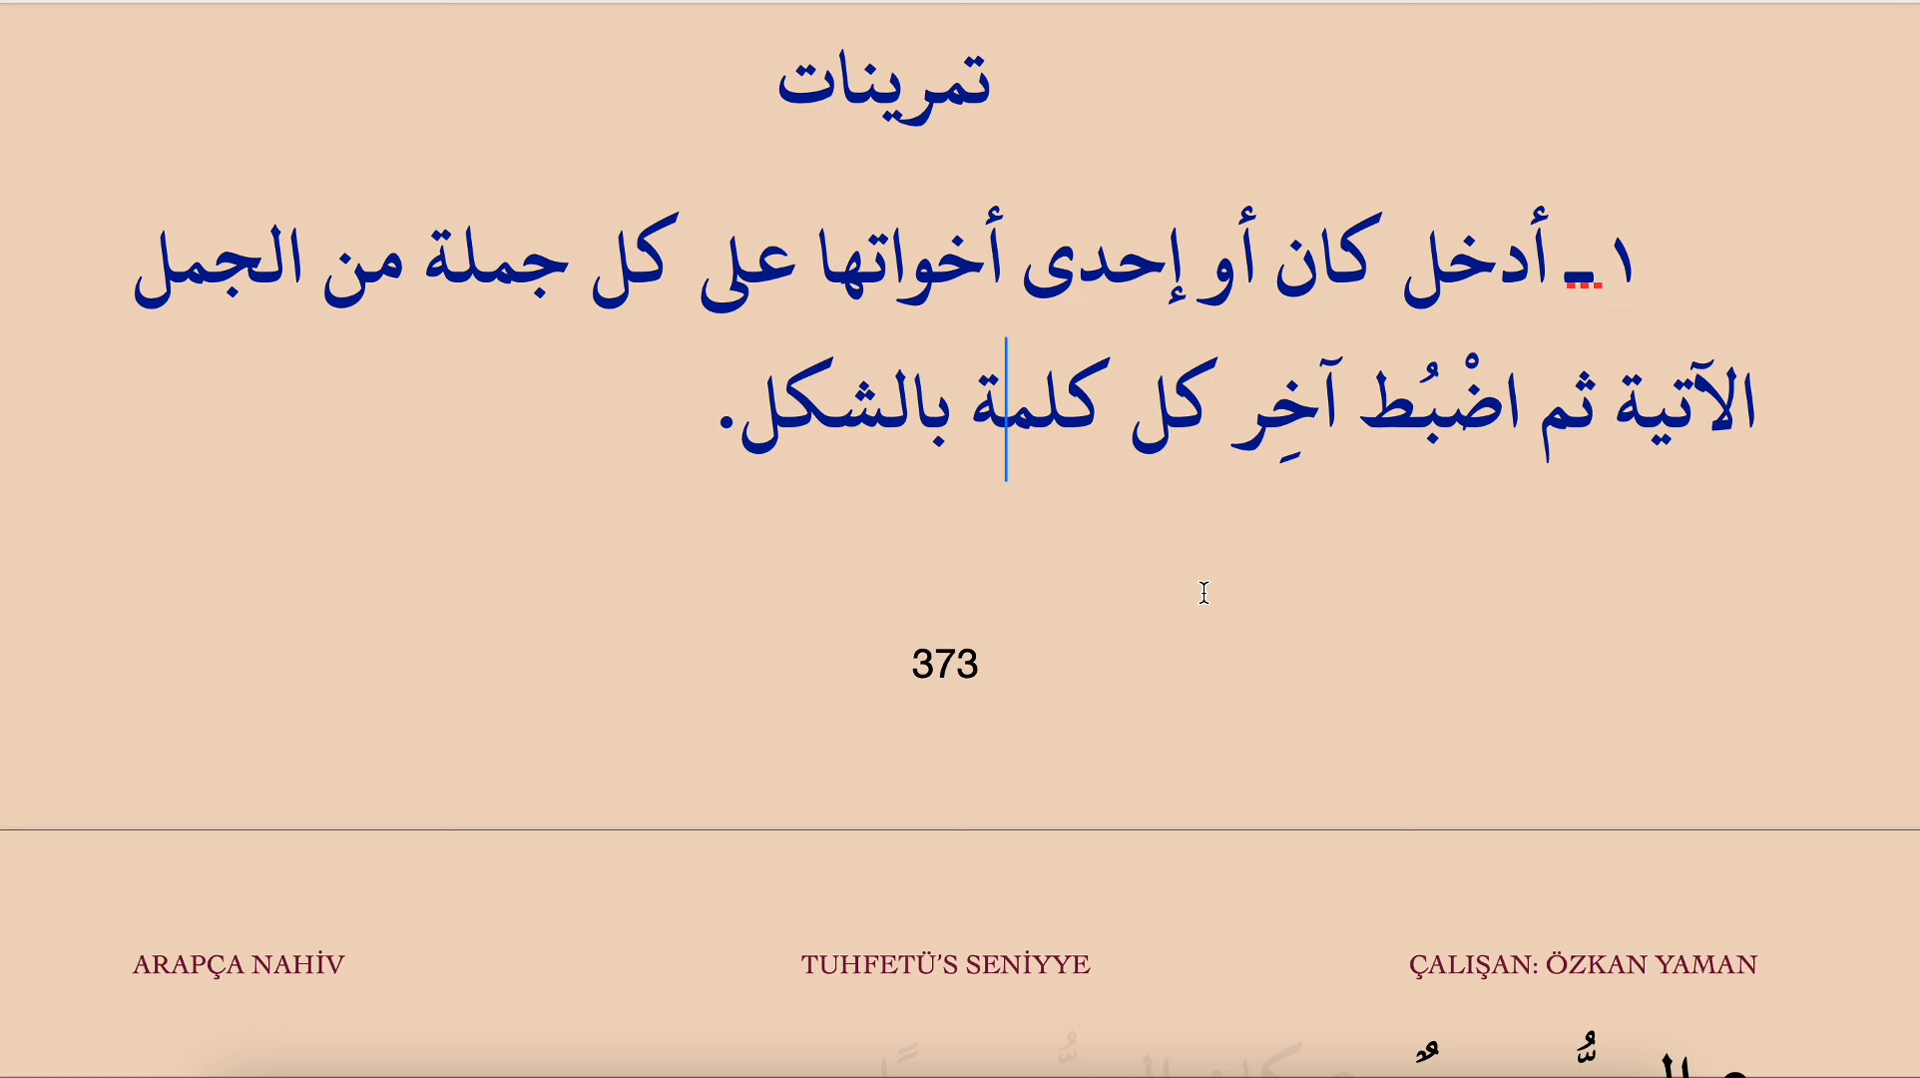 تمرينات
١ ـ أدخل كان أو إحدى أخواتها على كل جملة من الجمل
الآتية ثم اضْبُط آخِر كل كلمة بالشكل.
373
ARAPÇA NAHİV TUHFETÜ’S SENİYYE ÇALIŞAN: ÖZKAN YAMAN